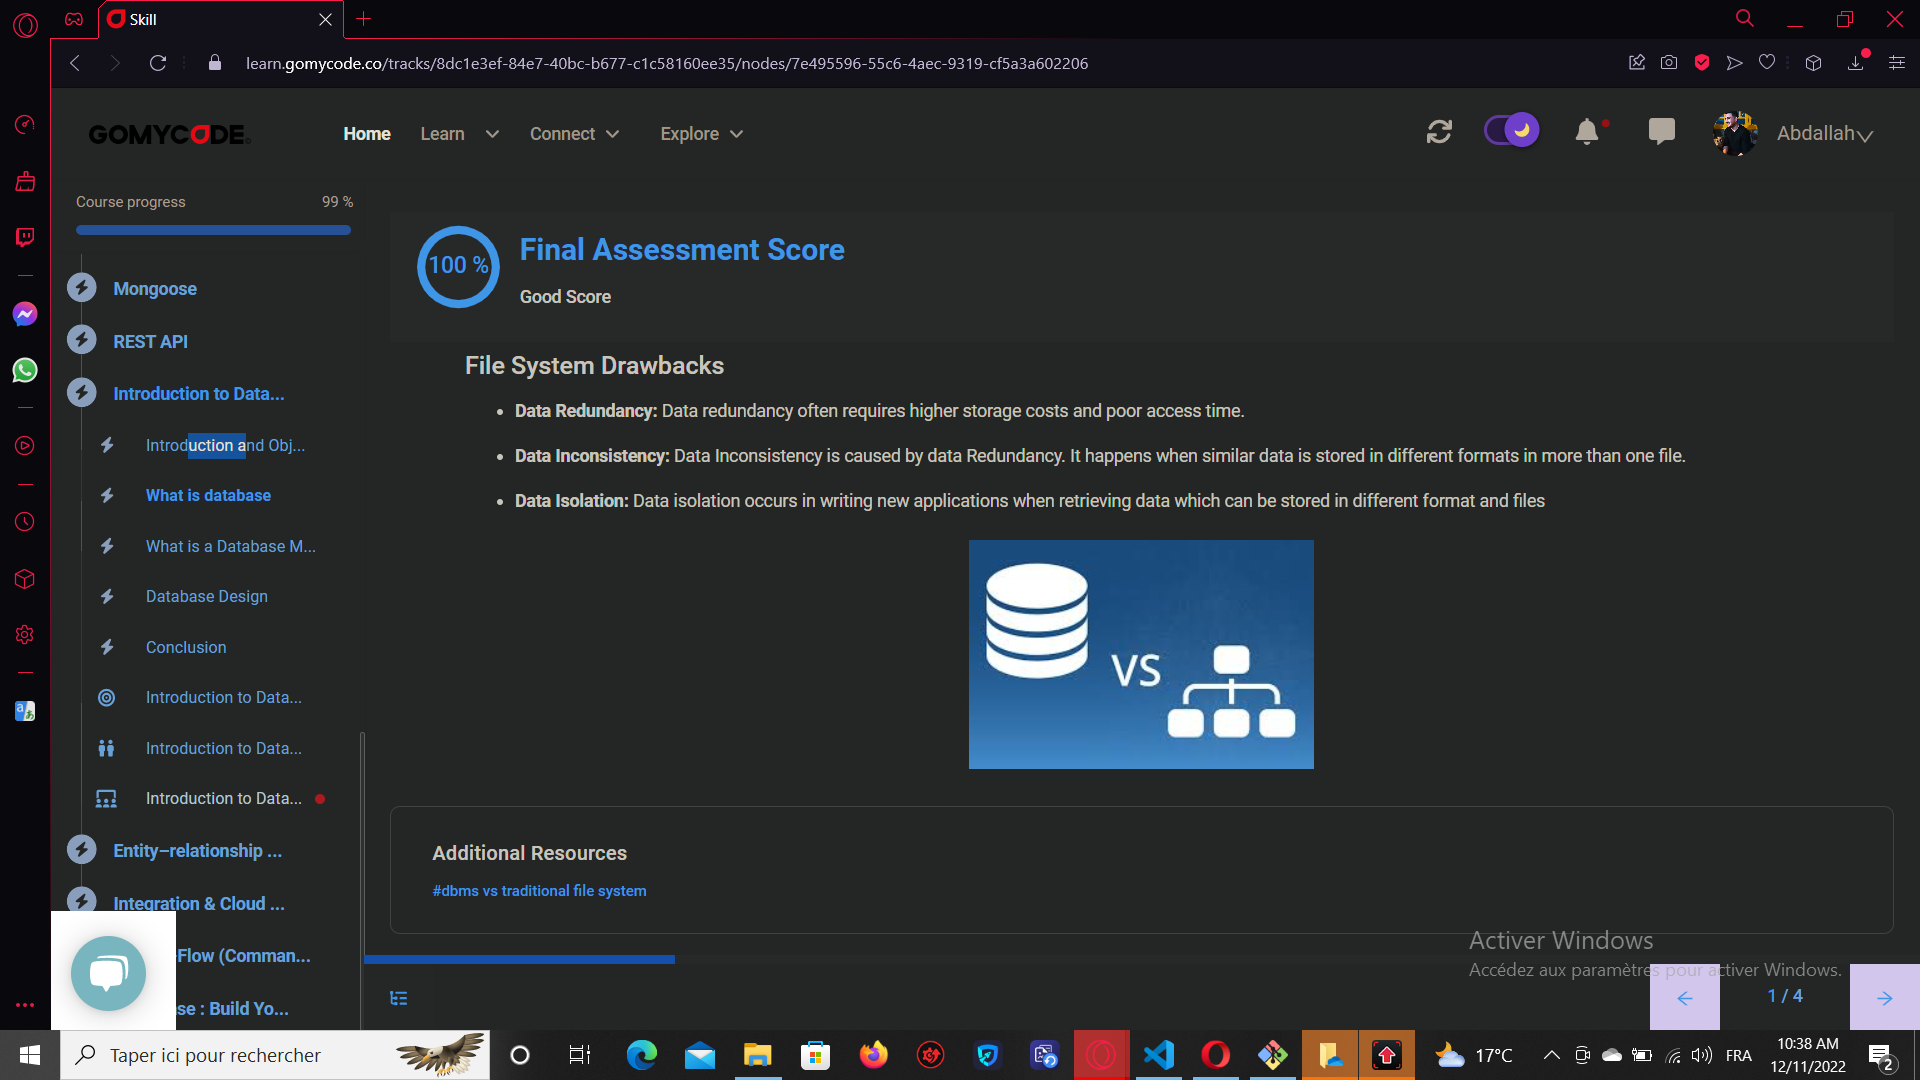 Skill
learn.gomycode.co/tracks/8dc1e3ef-84e7-40bc-b677-c1c58160ee35/nodes/7e495596-55c6-4aec-9319-cf5a3a602206
GOMYCODE
Home Learn Connect Explore
Abdallah
Course progress 99 %
Mongoose
REST API
Introduction to Data...
Introduction and Obj...
What is database
What is a Database M...
Database Design
Conclusion
Introduction to Data...
Introduction to Data...
Introduction to Data...
Entity–relationship ...
Integration & Cloud ...
Flow (Comman...
se : Build Yo...
100 %
Final Assessment Score
Good Score
File System Drawbacks
• Data Redundancy: Data redundancy often requires higher storage costs and poor access time.
• Data Inconsistency: Data Inconsistency is caused by data Redundancy. It happens when similar data is stored in different formats in more than one file.
• Data Isolation: Data isolation occurs in writing new applications when retrieving data which can be stored in different format and files
VS
Additional Resources
#dbms vs traditional file system
Activer Windows
Accédez aux paramètres pour activer Windows.
1 / 4
Taper ici pour rechercher
17°C
FRA
10:38 AM
12/11/2022
2